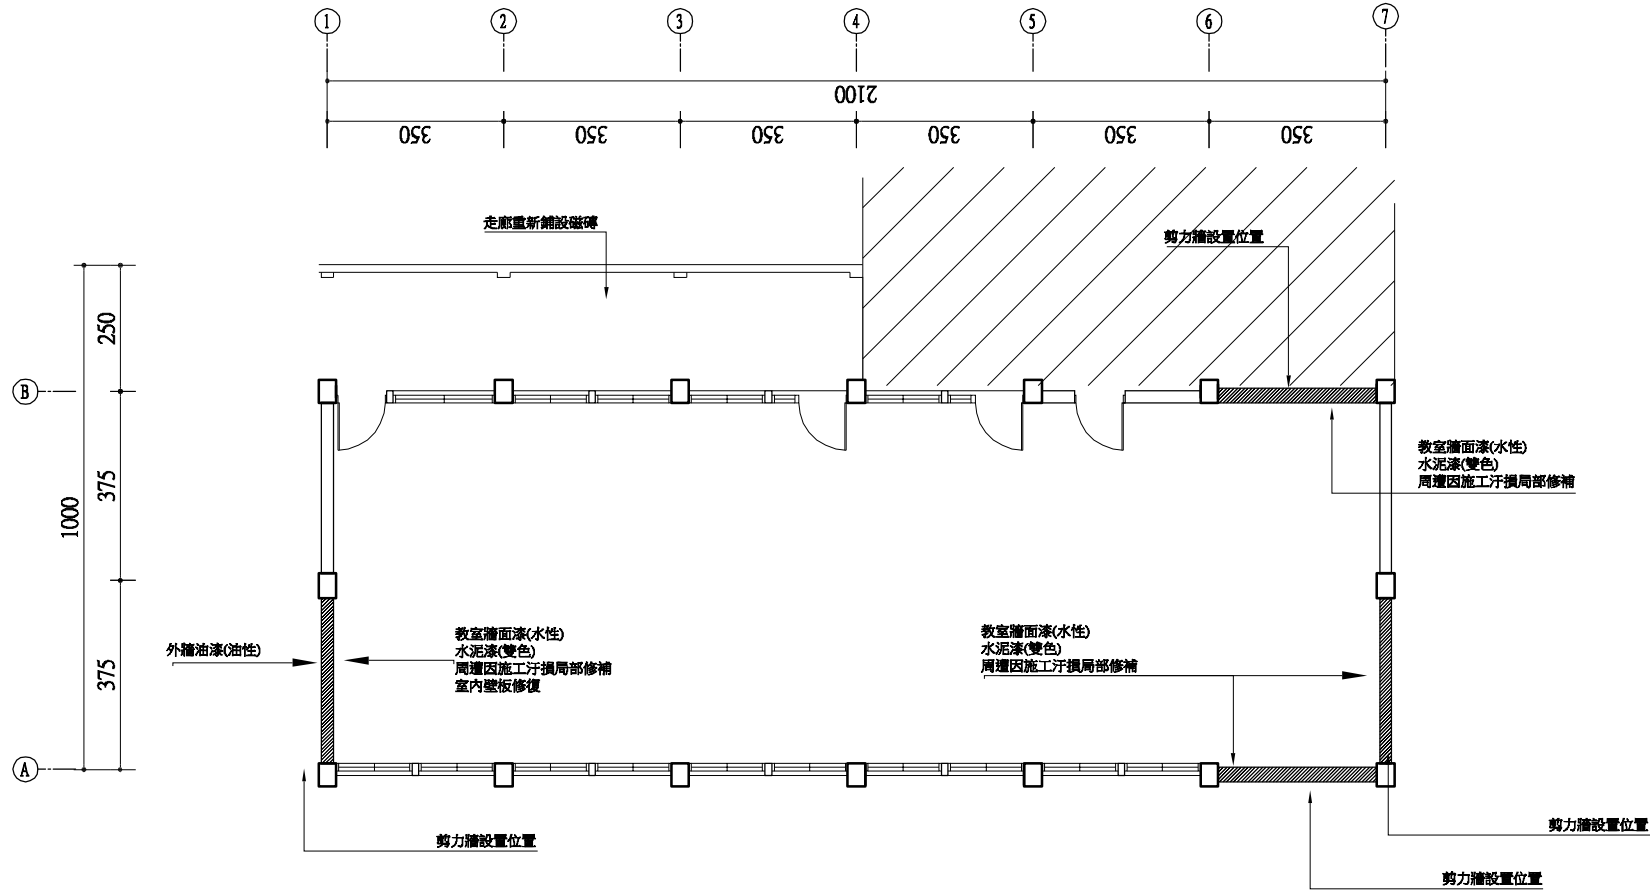 1
2
3
4
5
6
7
2100
350
350
350
350
350
350
走廊重新鋪設磁磚
剪力牆設置位置
250
B
375
1000
教室牆面漆(水性)
水泥漆(雙色)
周遭因施工汙損局部修補
外牆油漆(油性)
教室牆面漆(水性)
水泥漆(雙色)
周遭因施工汙損局部修補
室內壁板修復
教室牆面漆(水性)
水泥漆(雙色)
周遭因施工汙損局部修補
375
A
剪力牆設置位置
剪力牆設置位置
剪力牆設置位置